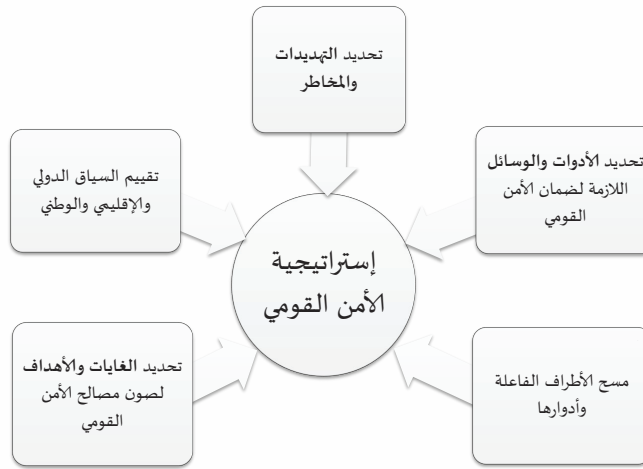 تحديد التهديدات
والمخاطر
تحديد الأدوات والوسائل
اللازمة لضمان الأمن
القومي
تقييم السياق الدولي
والإقليمي والوطني
إستراتيجية
الأمن القومي
تحديد الغايات والأهداف
لصون مصالح الأمن
القومي
مسح الأطراف الفاعلة
وأدوارها